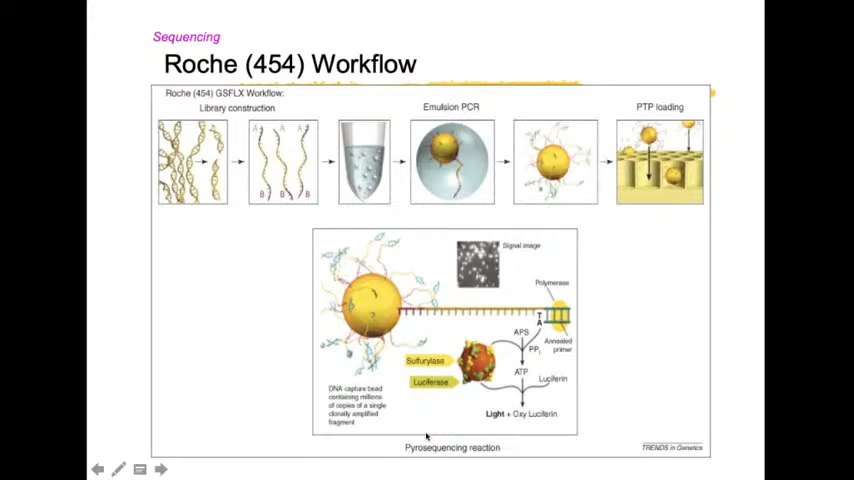 Sequencing
Roche (454) Workflow
Roche (454) GSFLX Workflow:
Library construction
Emulsion PCR
PTP loading
A A A
B B B
Signal image
Polymerase
T
A
APS
Annealed
primer
PPi
Sulfurylase
ATP
Luciferin
Luciferase
DNA capture bead
containing millions
of copies of a single
clonally amplified
fragment
Light + Oxy Luciferin
Pyrosequencing reaction
TRENDS in Genetics